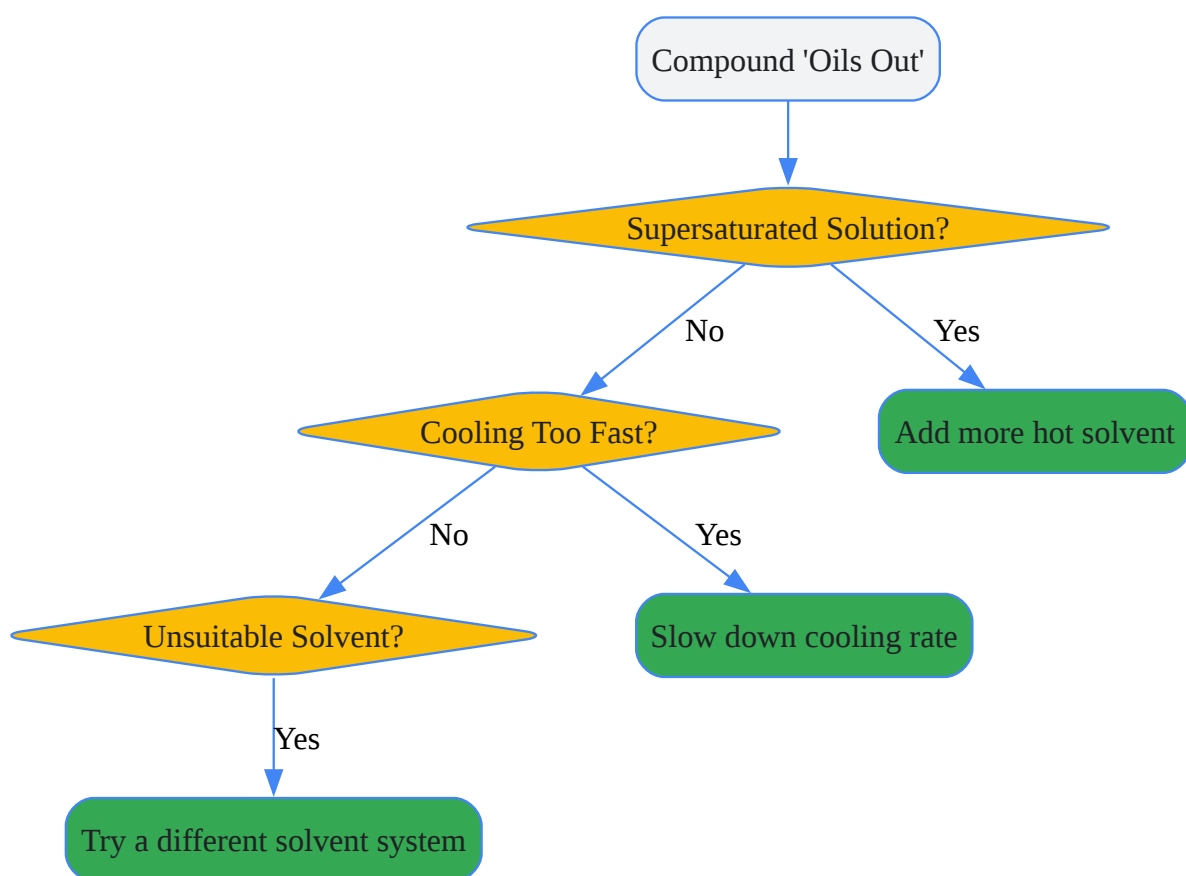 Compound 'Oils Out'
Supersaturated Solution?
No
Yes
Cooling Too Fast?
Add more hot solvent
No
Yes
Unsuitable Solvent?
Slow down cooling rate
Yes
Try a different solvent system